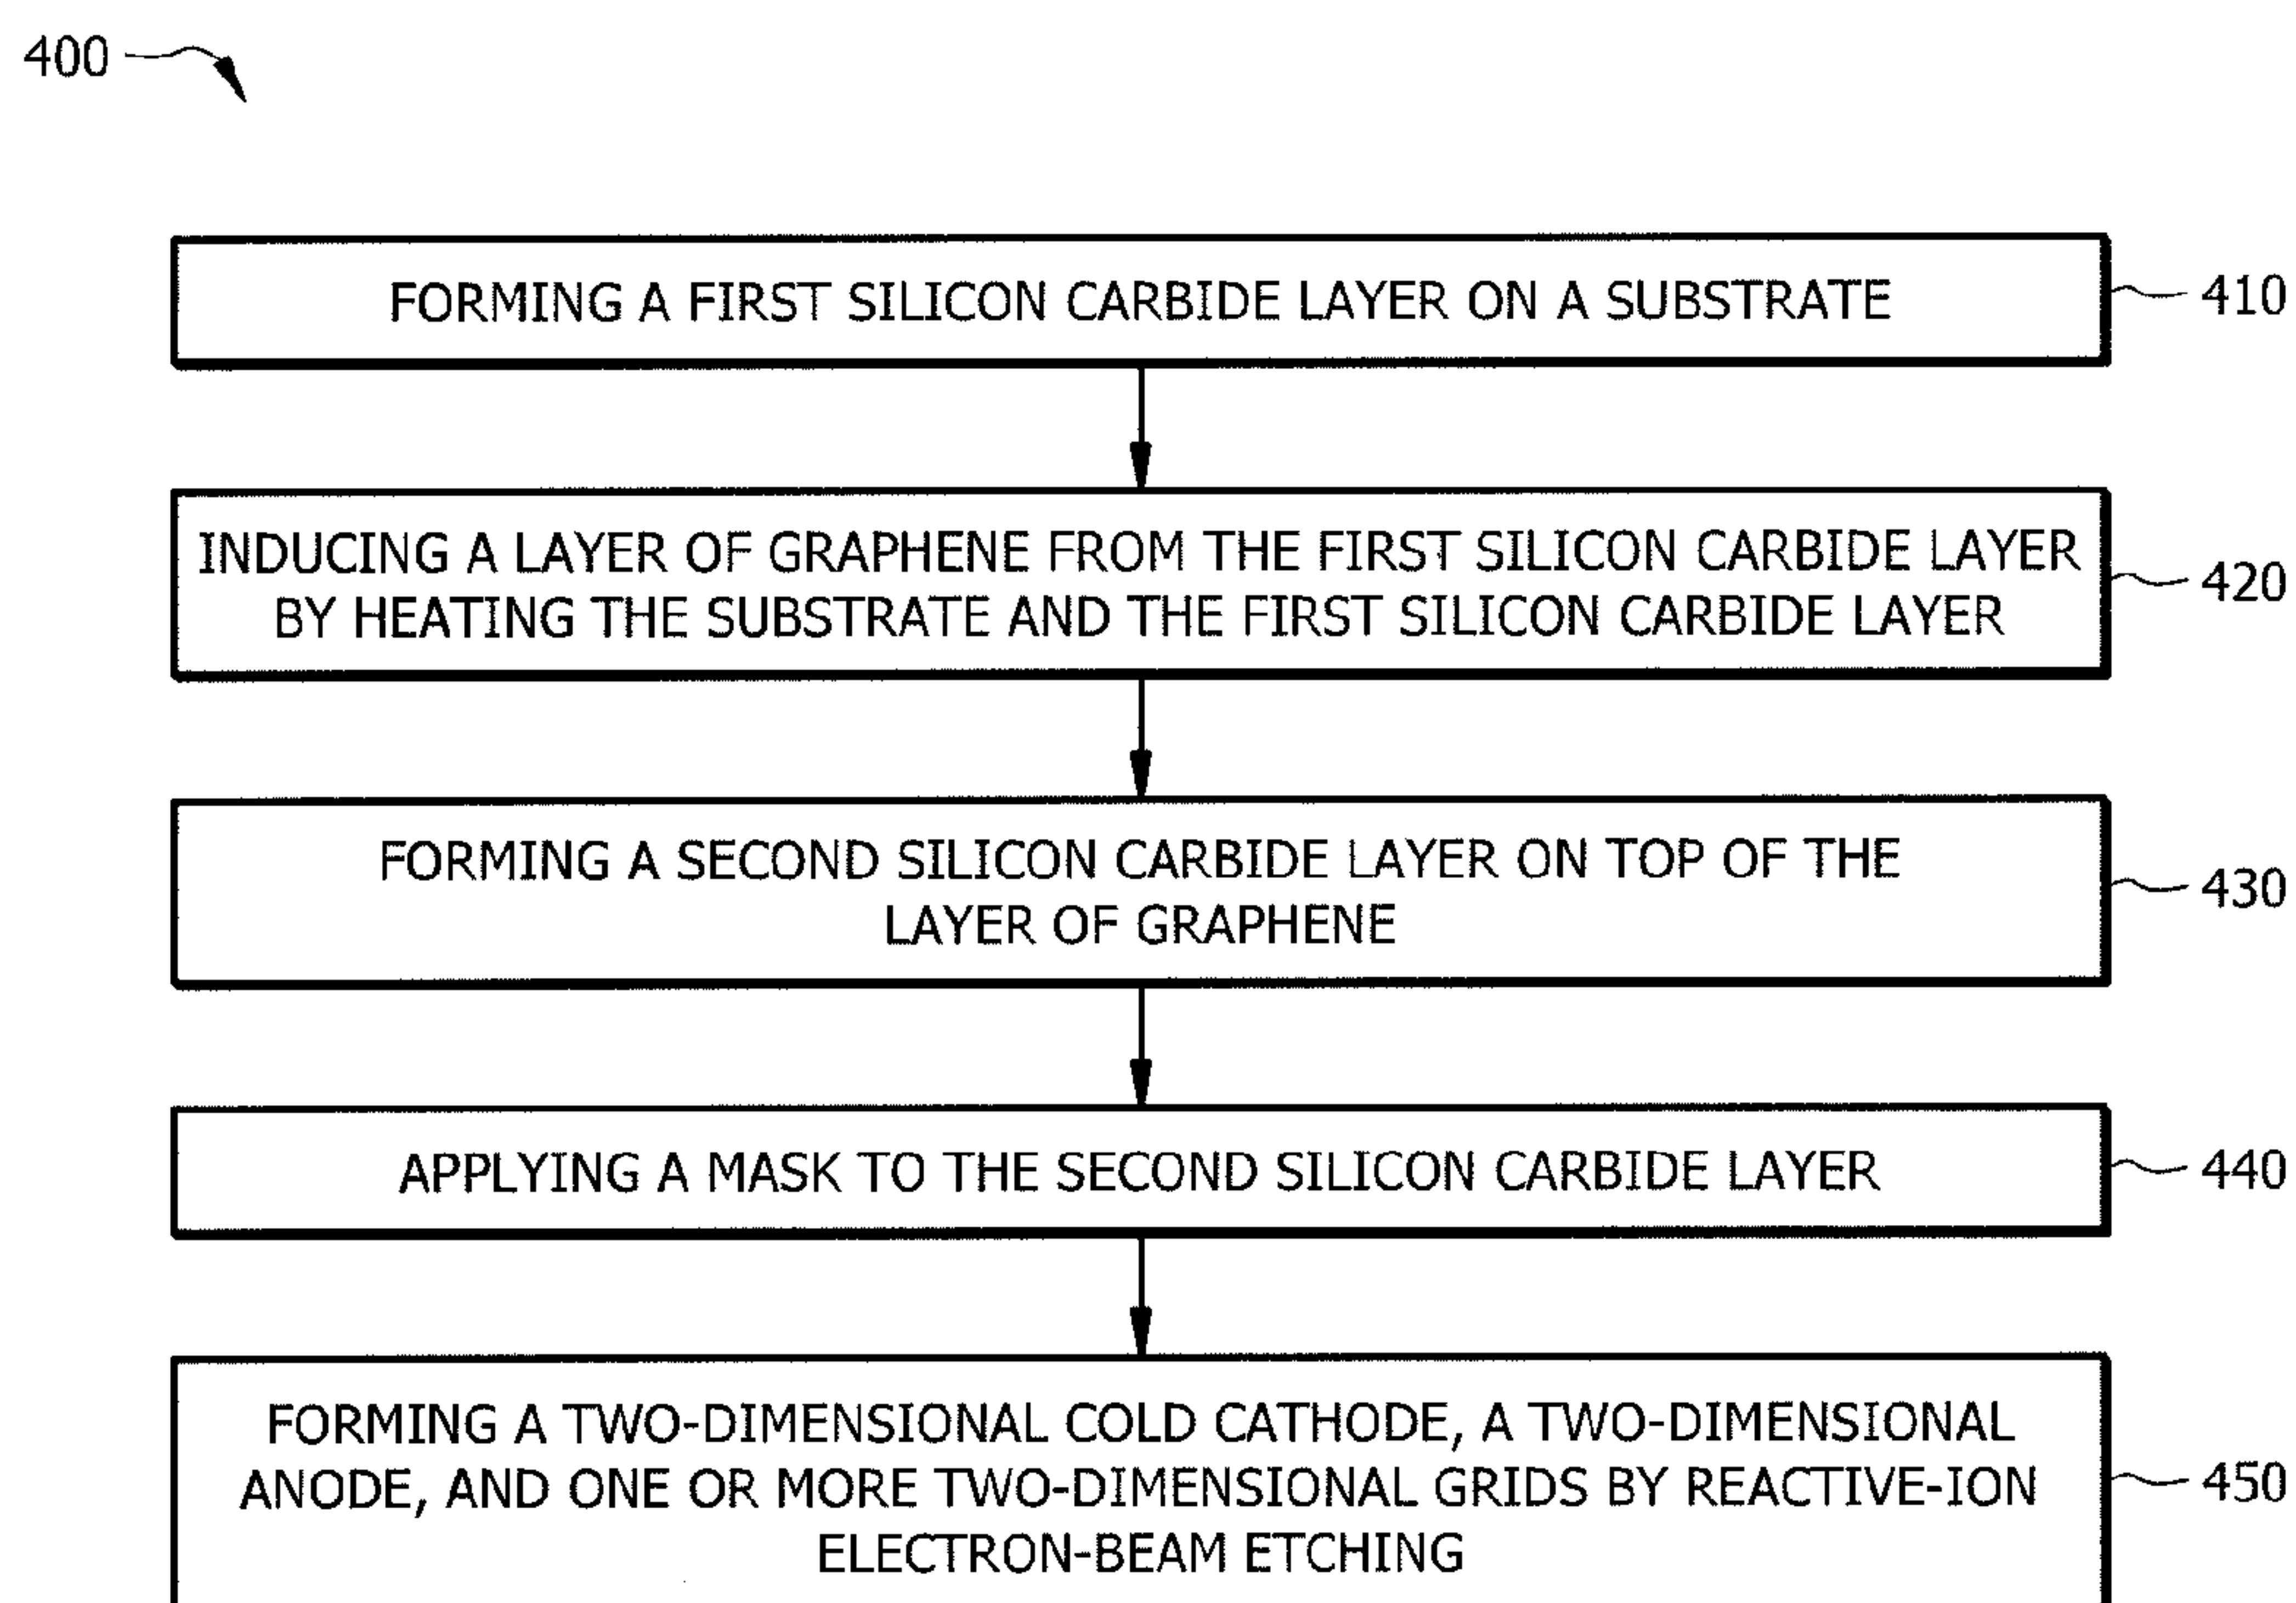 400
FORMING A FIRST SILICON CARBIDE LAYER ON A SUBSTRATE
410
INDUCING A LAYER OF GRAPHENE FROM THE FIRST SILICON CARBIDE LAYER
BY HEATING THE SUBSTRATE AND THE FIRST SILICON CARBIDE LAYER
420
FORMING A SECOND SILICON CARBIDE LAYER ON TOP OF THE
LAYER OF GRAPHENE
430
APPLYING A MASK TO THE SECOND SILICON CARBIDE LAYER
440
FORMING A TWO-DIMENSIONAL COLD CATHODE, A TWO-DIMENSIONAL
ANODE, AND ONE OR MORE TWO-DIMENSIONAL GRIDS BY REACTIVE-ION
ELECTRON-BEAM ETCHING
450